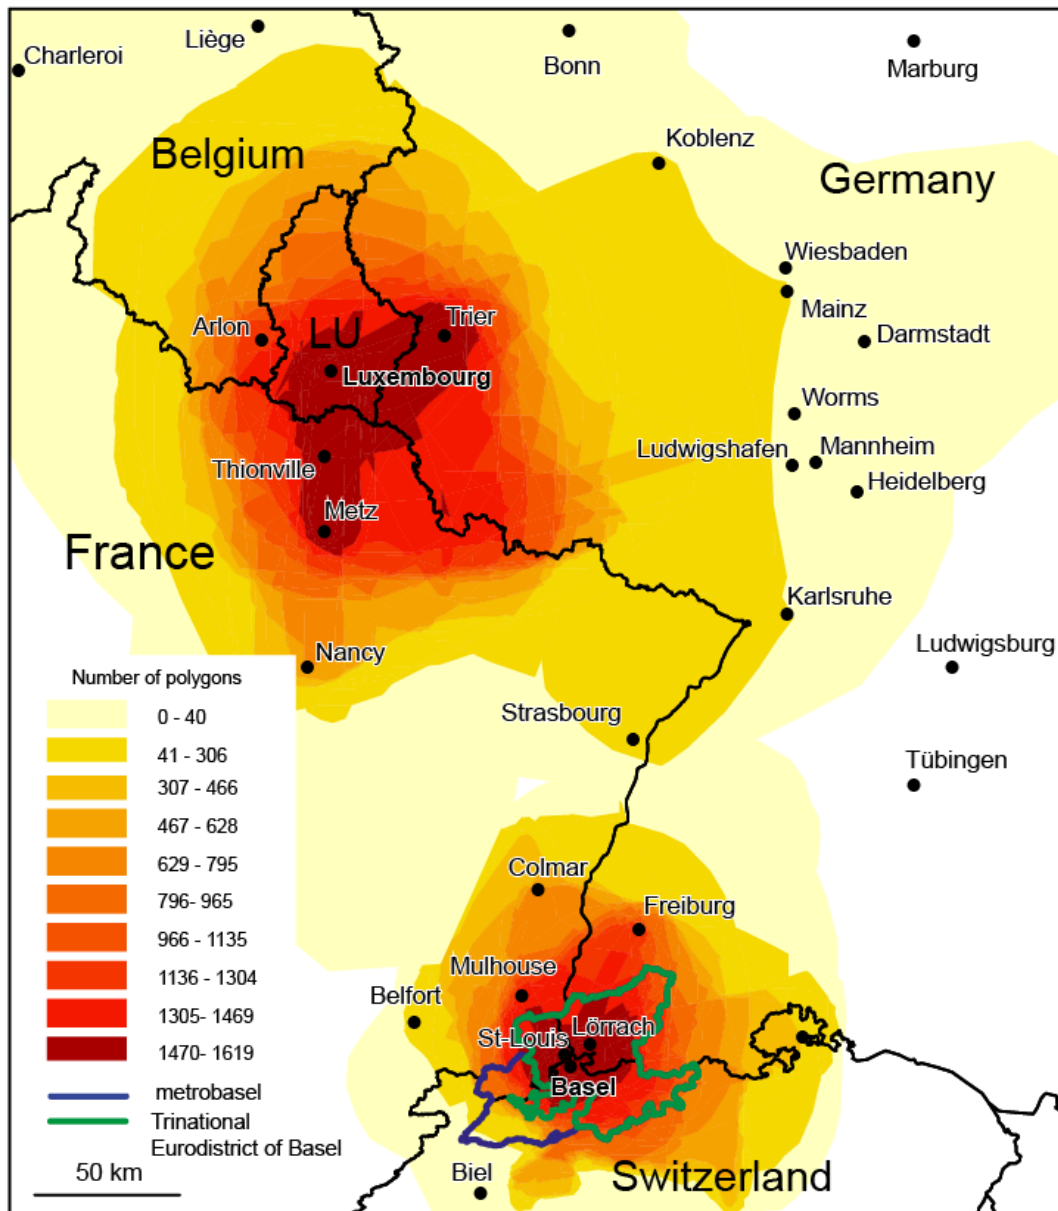 Liège
Charleroi
Bonn
Marburg
Belgium
Koblenz
Germany
Wiesbaden
Mainz
Arlon
LU
Trier
Darmstadt
Luxembourg
Worms
Thionville
Ludwigshafen
Mannheim
Heidelberg
Metz
France
Karlsruhe
Nancy
Ludwigsburg
Strasbourg
Tübingen
Number of polygons
0 - 40
41 - 306
307 - 466
467 - 628
629 - 795
796- 965
966 - 1135
1136 - 1304
1305- 1469
1470- 1619
metrobasel
Trinational
Eurodistrict of Basel
50 km
Colmar
Freiburg
Mulhouse
Belfort
St-Louis
Lörrach
Basel
Biel
Switzerland